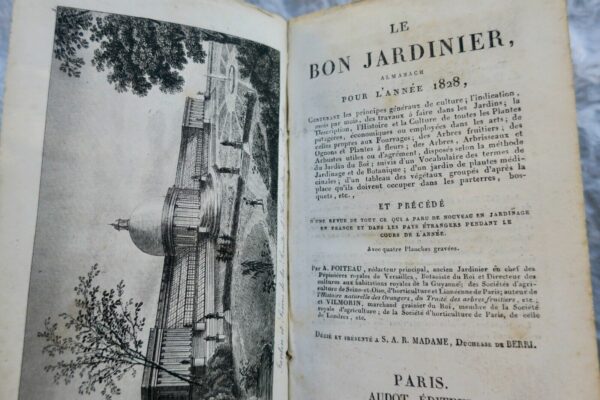 LE
BON JARDINIER,
ALMANACH
POUR L'ANNÉE 1828,
Contenant les principes généraux de culture; l'indication,
mois par mois, des travaux à faire dans les Jardins; la
Description, l'Histoire et la Culture de toutes les Plantes
potagères, économiques ou employées dans les arts; de
celles propres aux Fourrages; des Arbres fruitiers; des
Ognons et Plantes à fleurs; des Arbres, Arbrisseaux et
Arbustes utiles ou d'agrément, disposés selon la méthode
du Jardin du Roi; suivis d'un Vocabulaire des termes de
Jardinage et de Botanique; d'un jardin de plantes médi-
cinales; d'un tableau des végétaux groupés d'après la
place qu'ils doivent occuper dans les parterres, bos-
quets, etc.,
ET PRÉCÉDÉ
D'UNE REVUE DE TOUT CE QUI A PARU DE NOUVEAU EN JARDINAGE
EN FRANCE ET DANS LES PAYS ÉTRANGERS PENDANT LE
COURS DE L'ANNÉE.
Avec quatre Planches gravées.
Par A. POITEAU, rédacteur principal, ancien Jardinier en chef des
Pépinières royales de Versailles, Botaniste du Roi et Directeur des
cultures aux habitations royales de la Guyanne; des Sociétés d'agri-
culture de Seine-et-Oise, d'horticulture et Linnéenne de Paris; auteur de
l'Histoire naturelle des Orangers, du Traité des arbres fruitiers, etc.;
et VILMORIN, marchand grainier du Roi, membre de la Société
royale d'agriculture; de la Société d'horticulture de Paris, de celle
de Londres, etc.
DÉDIÉ ET PRÉSENTÉ A S. A. R. MADAME, DUCHESSE DE BERRI.
PARIS.
AUDOT, ÉDITEUR